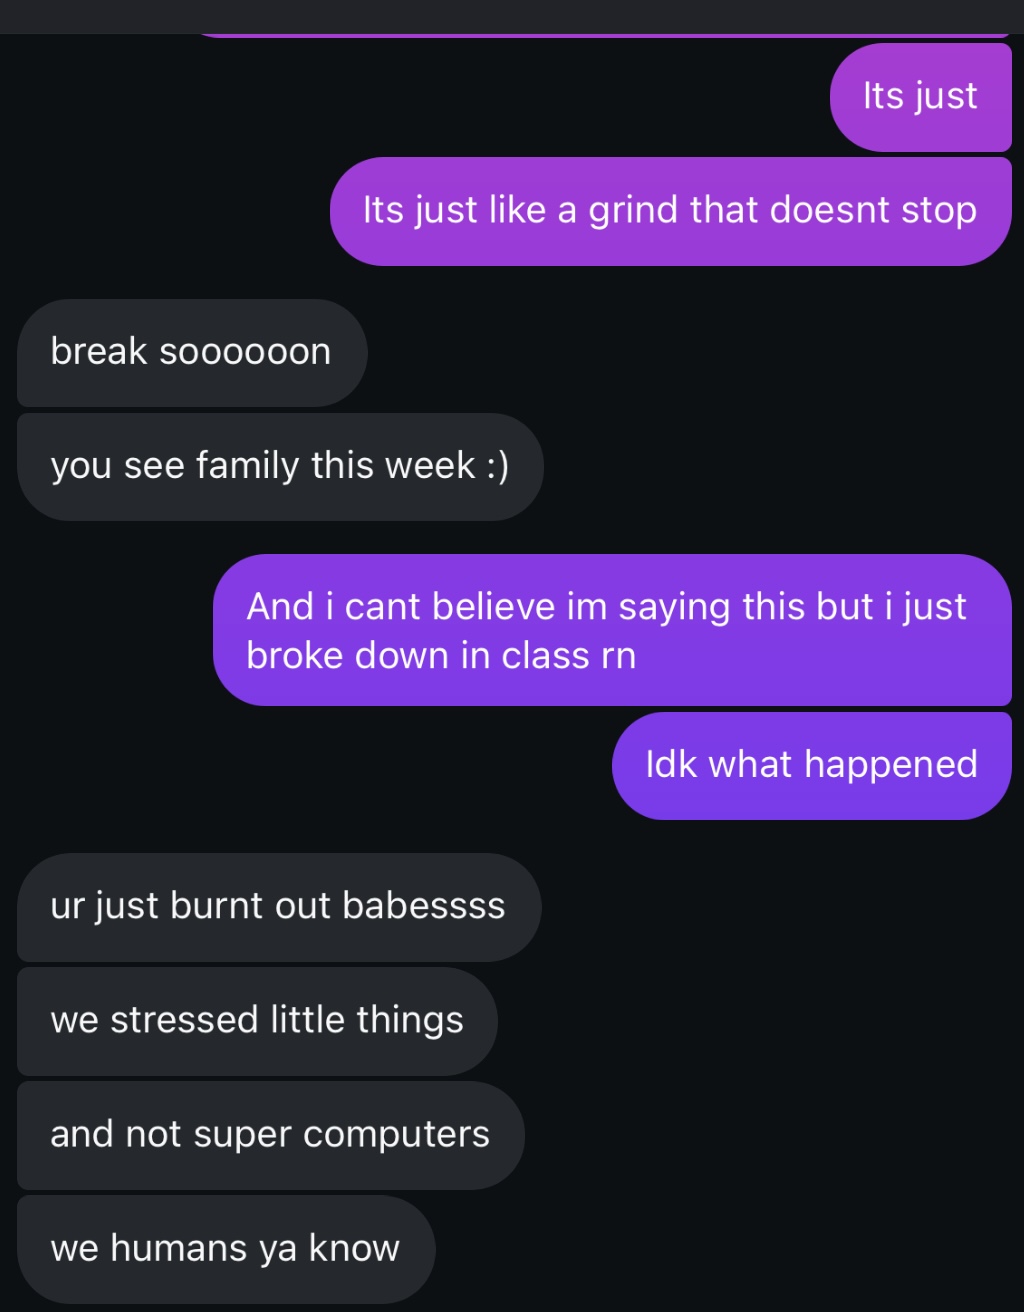 Its just
Its just like a grind that doesnt stop
break soooooon
you see family this week :)
And i cant believe im saying this but i just
broke down in class rn
Idk what happened
ur just burnt out babessss
we stressed little things
and not super computers
we humans ya know